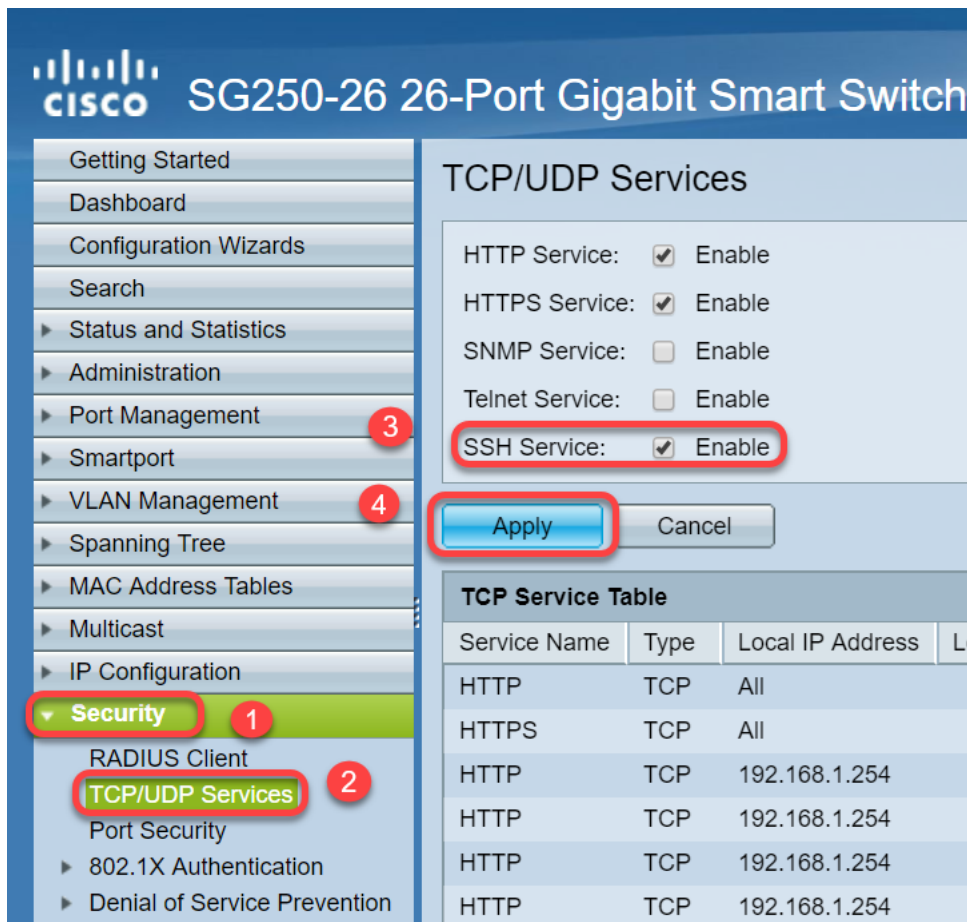 CISCO SG250-26 26-Port Gigabit Smart Switch
Getting Started
Dashboard
Configuration Wizards
Search
Status and Statistics
Administration
Port Management
3
Smartport
VLAN Management
4
Spanning Tree
MAC Address Tables
Multicast
IP Configuration
Security 1
RADIUS Client
TCP/UDP Services 2
Port Security
802.1X Authentication
Denial of Service Prevention
TCP/UDP Services
HTTP Service: Enable
HTTPS Service: Enable
SNMP Service: Enable
Telnet Service: Enable
SSH Service: Enable
Apply Cancel
TCP Service Table
Service Name Type Local IP Address
HTTP TCP All
HTTPS TCP All
HTTP TCP 192.168.1.254
HTTP TCP 192.168.1.254
HTTP TCP 192.168.1.254
HTTP TCP 192.168.1.254